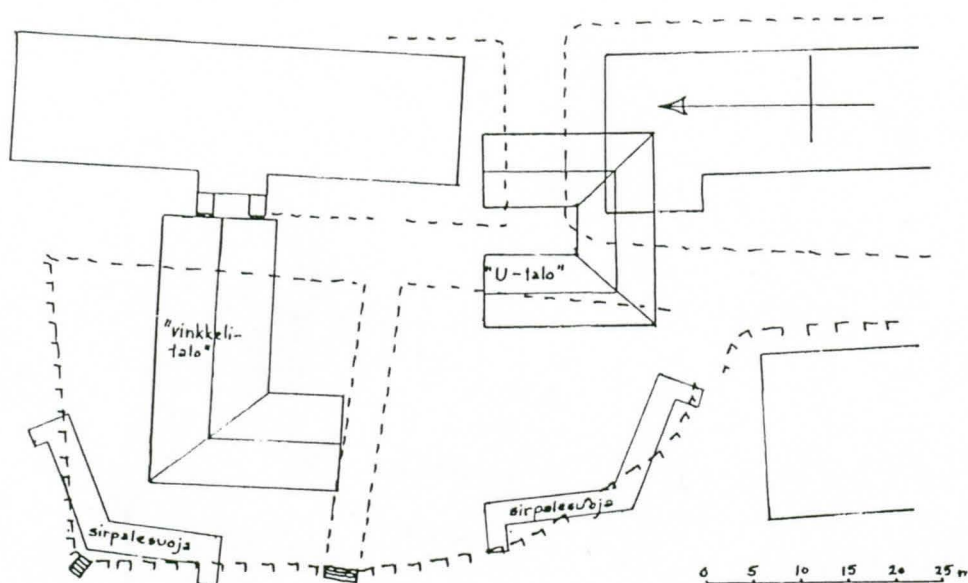 "U-talo"
"vinkkeli-
talo"
sirpalesuoja
sirpalesuoja
0 5 10 15 20 25 m